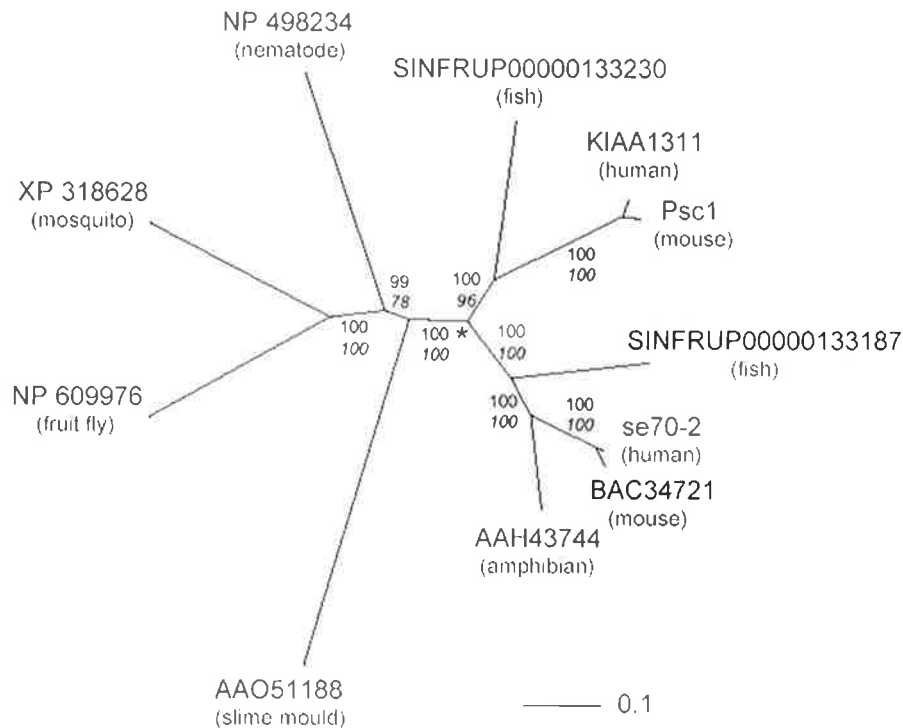 NP 498234
(nematode)
SINFRUP00000133230
(fish)
KIAA1311
(human)
Psc1
(mouse)
100
100
XP 318628
(mosquito)
99
78
100
96
100
100
100
100
*
100
100
SINFRUP00000133187
(fish)
NP 609976
(fruit fly)
100
100
100
100
se70-2
(human)
BAC34721
(mouse)
AAH43744
(amphibian)
AAO51188
(slime mould)
0.1